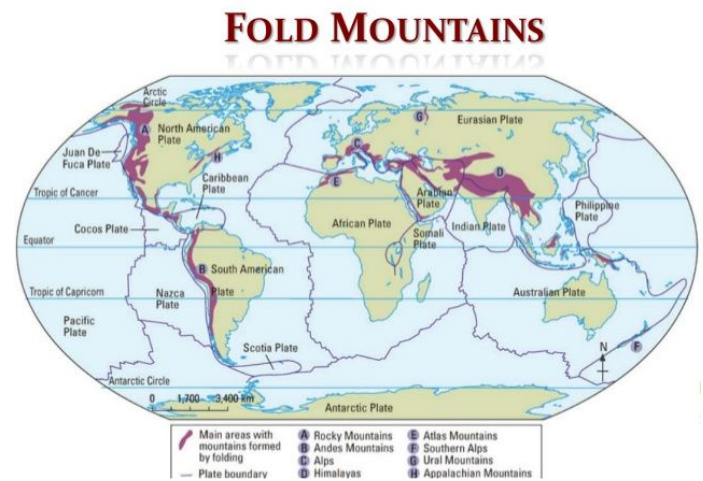 FOLD MOUNTAINS
Arctic
Circle
A
North American
Plate
Juan De
Fuca Plate
H
Caribbean
Plate
Tropic of Cancer
Cocos Plate
Equator
B
South American
Plate
Tropic of Capricorn
Nazca
Plate
Pacific
Plate
Scotia Plate
Antarctic Circle
0 1,700 3,400 km
G
Eurasian Plate
C
D
E
Arabian
Plate
African Plate
Somali
Plate
Indian Plate
Philippine
Plate
Australian Plate
N
F
Antarctic Plate
Main areas with
mountains formed
by folding
Plate boundary
A Rocky Mountains
B Andes Mountains
C Alps
D Himalayas
E Atlas Mountains
F Southern Alps
G Ural Mountains
H Appalachian Mountains